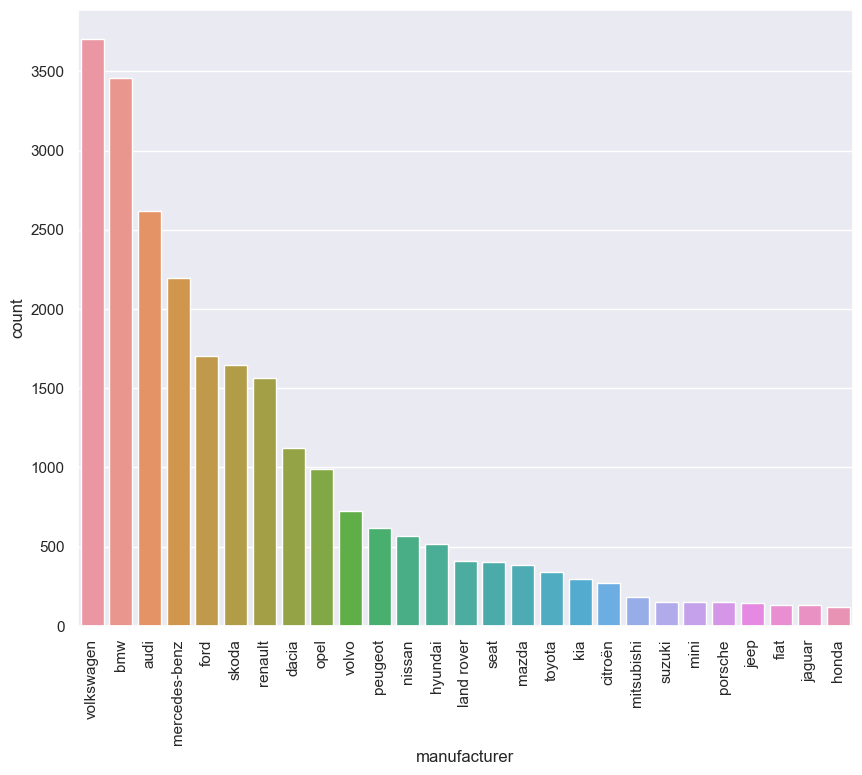 3500
3000
2500
2000
1500
1000
500
0
count
volkswagen
bmw
audi
mercedes-benz
ford
skoda
renault
dacia
opel
volvo
peugeot
nissan
hyundai
land rover
seat
mazda
toyota
kia
citroën
mitsubishi
suzuki
mini
porsche
jeep
fiat
jaguar
honda
manufacturer